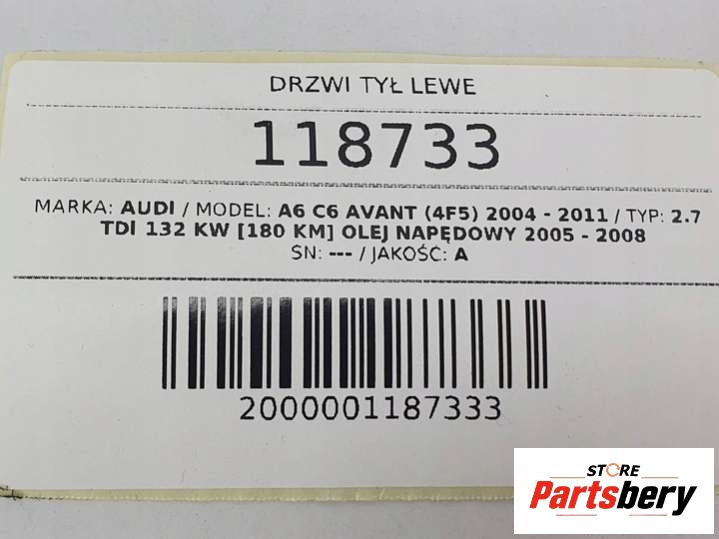 DRZWI TYŁ LEWE
118733
MARKA: AUDI / MODEL: A6 C6 AVANT (4F5) 2004 - 2011 / TYP: 2.7
TDI 132 KW [180 KM] OLEJ NAPĘDOWY 2005 - 2008
SN: --- / JAKOŚĆ: A
2000001187333
STORE
Partsbery